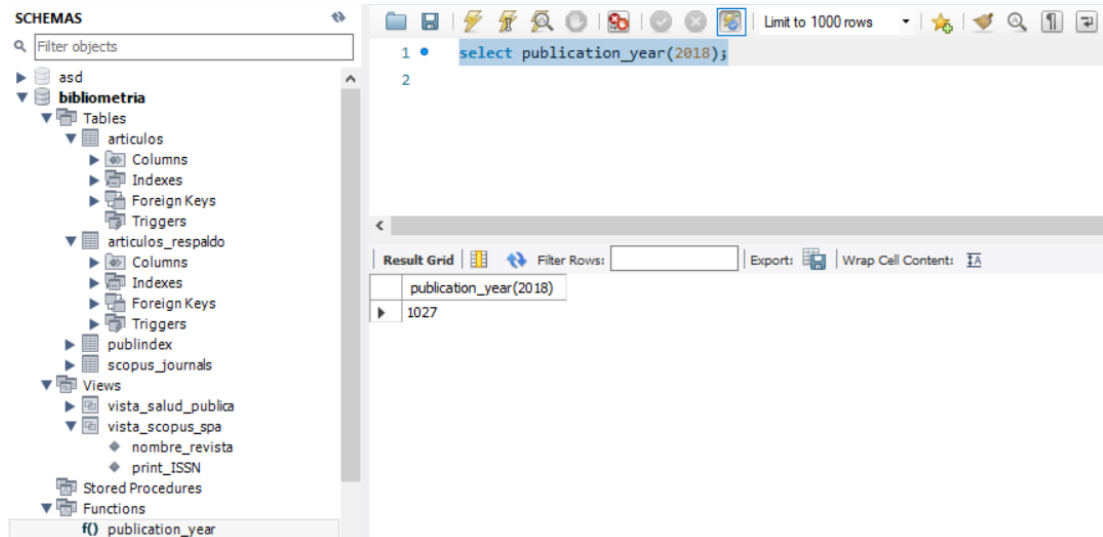 SCHEMAS
Filter objects
asd
bibliometria
Tables
articulos
Columns
Indexes
Foreign Keys
Triggers
articulos_respaldo
Columns
Indexes
Foreign Keys
Triggers
publindex
scopus_journals
Views
vista_salud_publica
vista_scopus_spa
nombre_revista
print_ISSN
Stored Procedures
Functions
f() publication_year
Limit to 1000 rows
1 select publication_year(2018);
2
Result Grid Filter Rows: Export: Wrap Cell Content: IA
publication_year(2018)
1027